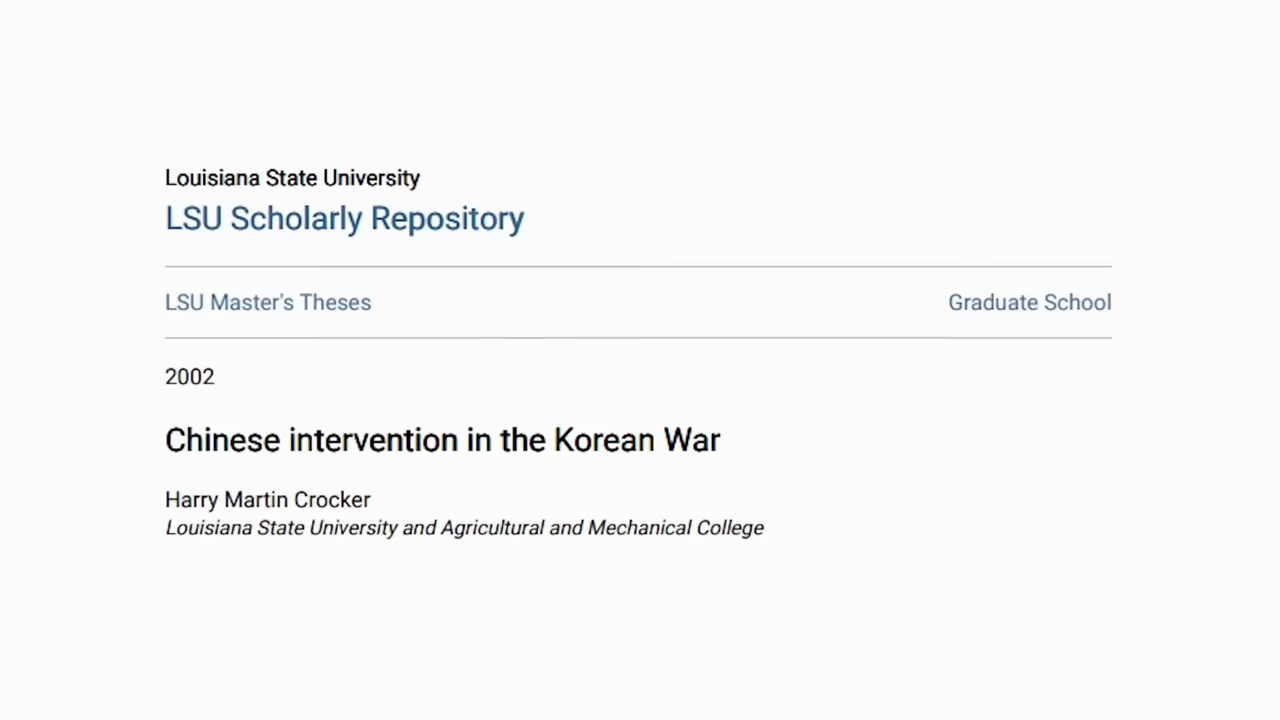 Louisiana State University
LSU Scholarly Repository
LSU Master's Theses
Graduate School
2002
Chinese intervention in the Korean War
Harry Martin Crocker
Louisiana State University and Agricultural and Mechanical College